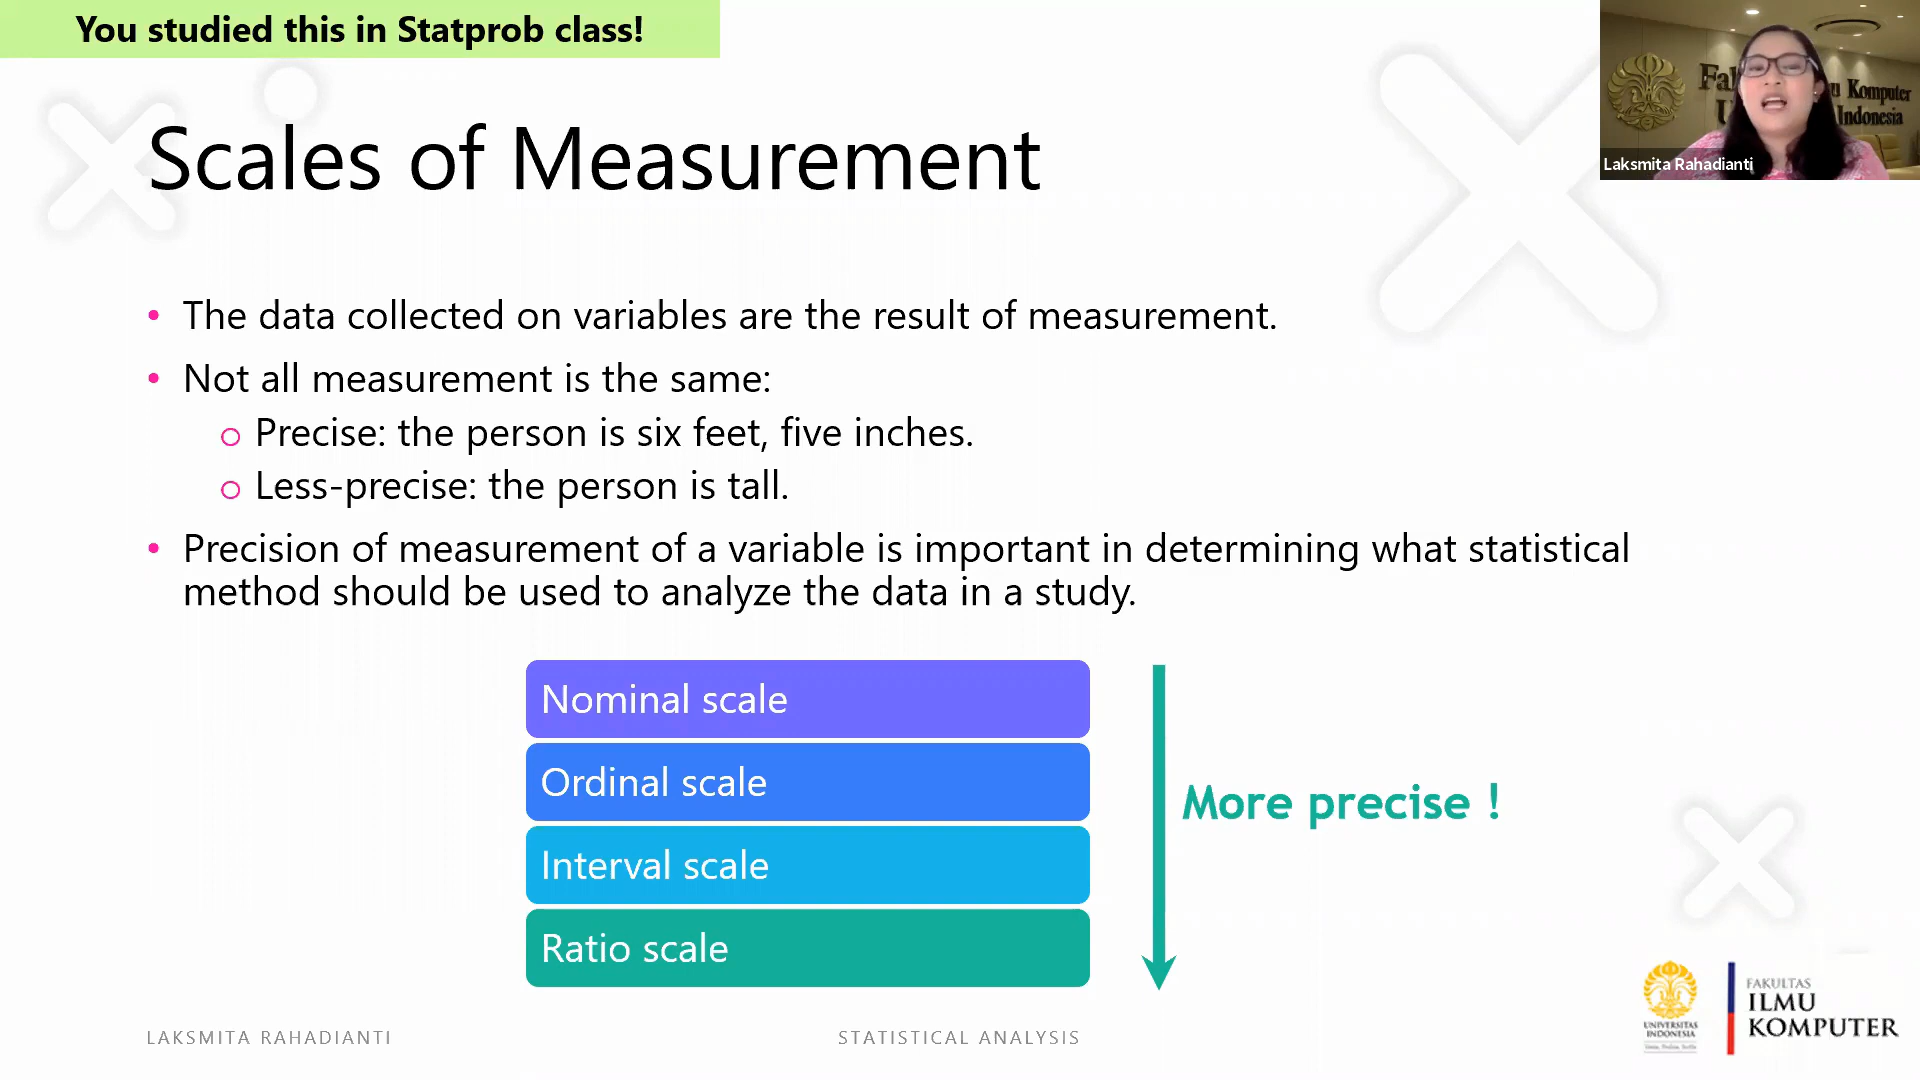 You studied this in Statprob class!
Scales of Measurement
Laksmita Rahadianti
• The data collected on variables are the result of measurement.
• Not all measurement is the same:
o Precise: the person is six feet, five inches.
o Less-precise: the person is tall.
• Precision of measurement of a variable is important in determining what statistical
method should be used to analyze the data in a study.
Nominal scale
Ordinal scale
Interval scale
Ratio scale
More precise !
LAKSMITA RAHADIANTI
STATISTICAL ANALYSIS
UNIVERSITAS
INDONESIA
FAKULTAS
ILMU
KOMPUTER